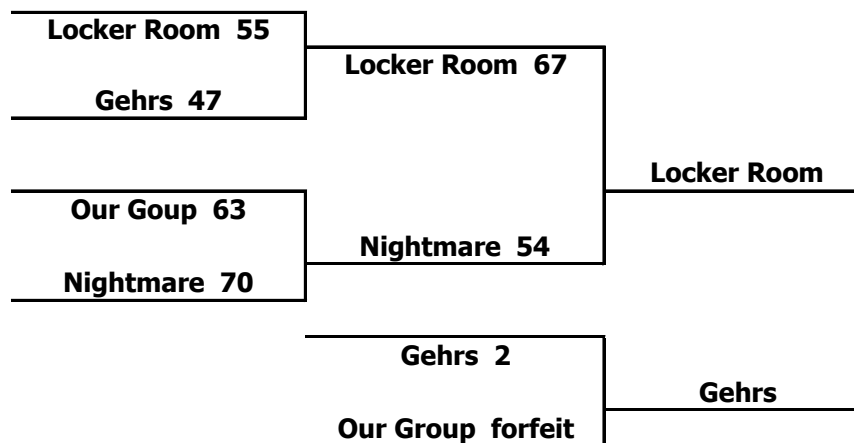 Locker Room 55
Locker Room 67
Gehrs 47
Locker Room
Our Goup 63
Nightmare 54
Nightmare 70
Gehrs 2
Gehrs
Our Group forfeit